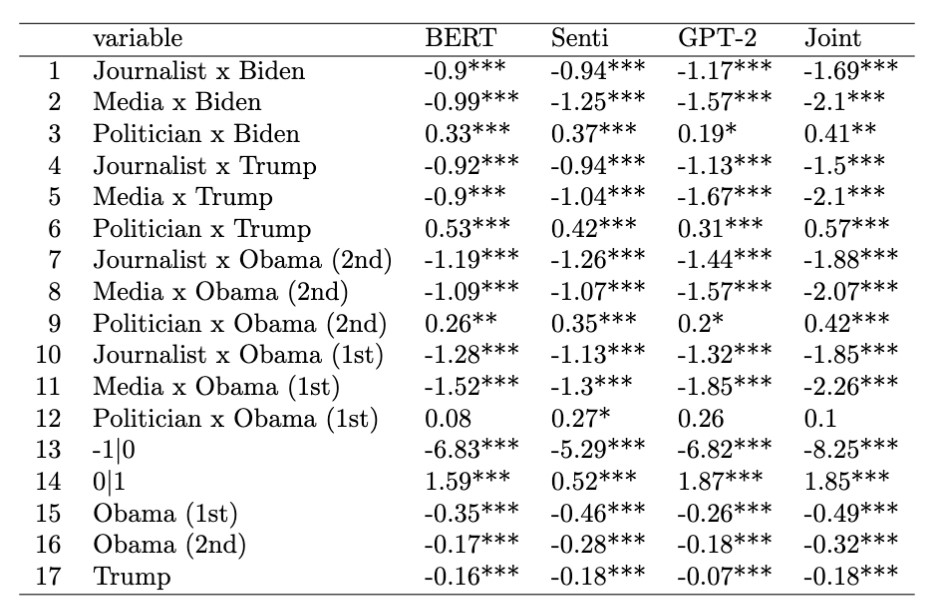 variable BERT Senti GPT-2 Joint
1 Journalist x Biden -0.9*** -0.94*** -1.17*** -1.69***
2 Media x Biden -0.99*** -1.25*** -1.57*** -2.1***
3 Politician x Biden 0.33*** 0.37*** 0.19* 0.41**
4 Journalist x Trump -0.92*** -0.94*** -1.13*** -1.5***
5 Media x Trump -0.9*** -1.04*** -1.67*** -2.1***
6 Politician x Trump 0.53*** 0.42*** 0.31*** 0.57***
7 Journalist x Obama (2nd) -1.19*** -1.26*** -1.44*** -1.88***
8 Media x Obama (2nd) -1.09*** -1.07*** -1.57*** -2.07***
9 Politician x Obama (2nd) 0.26** 0.35*** 0.2* 0.42***
10 Journalist x Obama (1st) -1.28*** -1.13*** -1.32*** -1.85***
11 Media x Obama (1st) -1.52*** -1.3*** -1.85*** -2.26***
12 Politician x Obama (1st) 0.08 0.27* 0.26 0.1
13 -1|0 -6.83*** -5.29*** -6.82*** -8.25***
14 0|1 1.59*** 0.52*** 1.87*** 1.85***
15 Obama (1st) -0.35*** -0.46*** -0.26*** -0.49***
16 Obama (2nd) -0.17*** -0.28*** -0.18*** -0.32***
17 Trump -0.16*** -0.18*** -0.07*** -0.18***